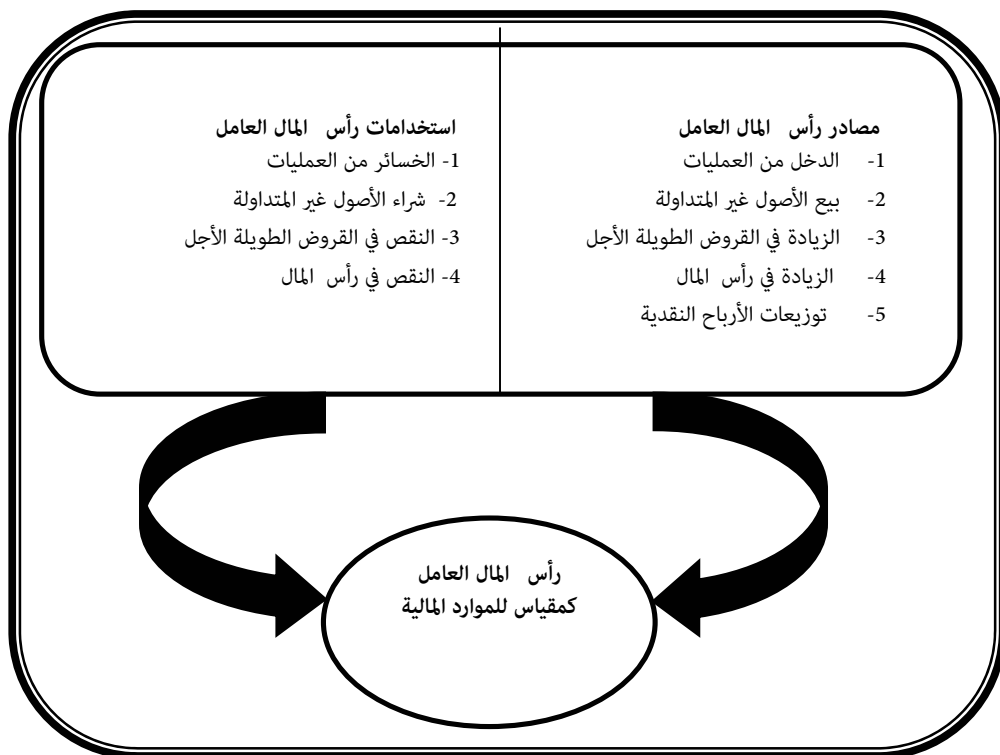 مصادر رأس المال العامل
1- الدخل من العمليات
2- بيع الأصول غير المتداولة
3- الزيادة في القروض الطويلة الأجل
4- الزيادة في رأس المال
5- توزيعات الأرباح النقدية
استخدامات رأس المال العامل
1- الخسائر من العمليات
2- شراء الأصول غير المتداولة
3- النقص في القروض الطويلة الأجل
4- النقص في رأس المال
رأس المال العامل
كمقياس للموارد المالية